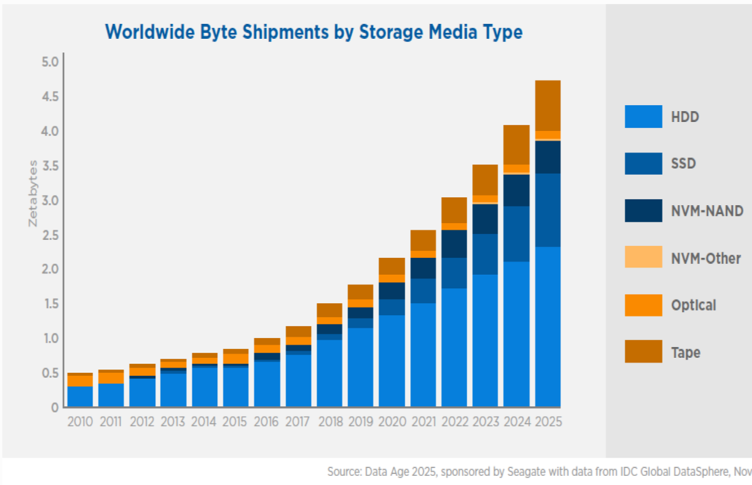 Worldwide Byte Shipments by Storage Media Type
Zetabytes
5.0
4.5
4.0
3.5
3.0
2.5
2.0
1.5
1.0
0.5
0
2010 2011 2012 2013 2014 2015 2016 2017 2018 2019 2020 2021 2022 2023 2024 2025
HDD
SSD
NVM-NAND
NVM-Other
Optical
Tape
Source: Data Age 2025, sponsored by Seagate with data from IDC Global DataSphere, Nov